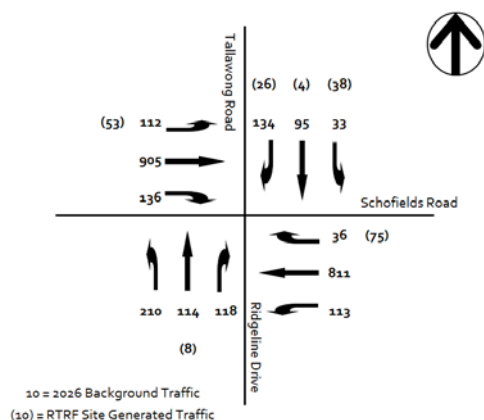 Tallawong Road
(26) (4) (38)
(53) 112
134 95 33
905
136
Schofields Road
36 (75)
811
210 114 118
113
(8)
Ridgeline Drive
10 = 2026 Background Traffic
(10) = RTRF Site Generated Traffic